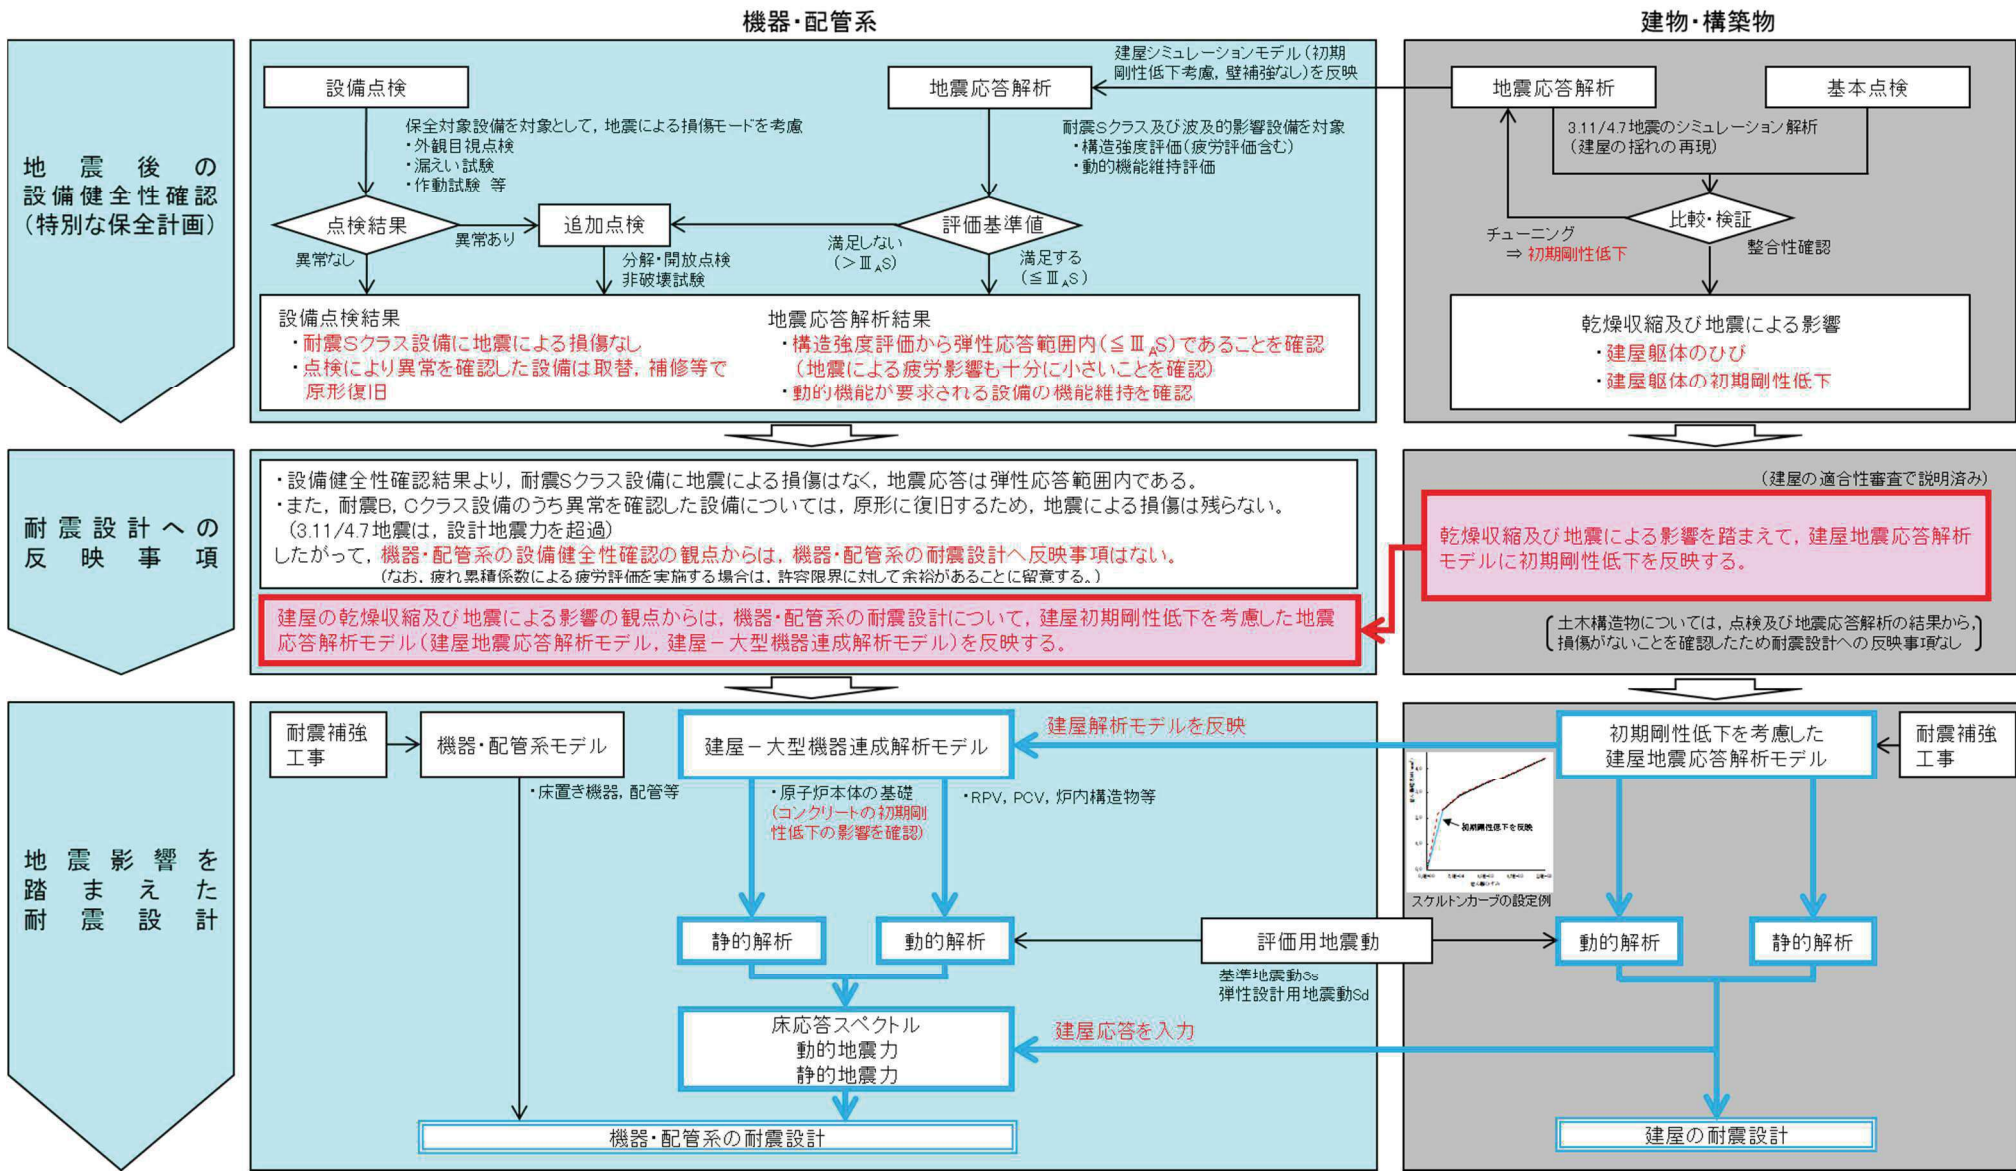 機器・配管系
建物・構築物
地震後の
設備健全性確認
(特別な保全計画)
設備点検
保全対象設備を対象として, 地震による損傷モードを考慮
・外観目視点検
・漏えい試験
・作動試験 等
点検結果
異常あり
異常なし
追加点検
分解・開放点検
非破壊試験
建屋シミュレーションモデル(初期
剛性低下考慮, 壁補強なし)を反映
地震応答解析
耐震Sクラス及び波及的影響設備を対象
・構造強度評価(疲労評価含む)
・動的機能維持評価
評価基準値
満足しない
(>ⅢAS)
満足する
(≦ⅢAS)
設備点検結果
・耐震Sクラス設備に地震による損傷なし
・点検により異常を確認した設備は取替, 補修等で
原形復旧
地震応答解析結果
・構造強度評価から弾性応答範囲内(≦ⅢAS)であることを確認
(地震による疲労影響も十分に小さいことを確認)
・動的機能が要求される設備の機能維持を確認
地震応答解析
基本点検
3.11/4.7地震のシミュレーション解析
(建屋の揺れの再現)
比較・検証
チューニング
⇒ 初期剛性低下
整合性確認
乾燥収縮及び地震による影響
・建屋躯体のひび
・建屋躯体の初期剛性低下
耐震設計への
反映事項
・設備健全性確認結果より, 耐震Sクラス設備に地震による損傷はなく, 地震応答は弾性応答範囲内である。
・また, 耐震B, Cクラス設備のうち異常を確認した設備については, 原形に復旧するため, 地震による損傷は残らない。
(3.11/4.7地震は, 設計地震力を超過)
したがって, 機器・配管系の設備健全性確認の観点からは, 機器・配管系の耐震設計へ反映事項はない。
(なお, 疲れ累積係数による疲労評価を実施する場合は, 許容限界に対して余裕があることに留意する。)
建屋の乾燥収縮及び地震による影響の観点からは, 機器・配管系の耐震設計について, 建屋初期剛性低下を考慮した地震
応答解析モデル(建屋地震応答解析モデル, 建屋-大型機器連成解析モデル)を反映する。
(建屋の適合性審査で説明済み)
乾燥収縮及び地震による影響を踏まえて, 建屋地震応答解析
モデルに初期剛性低下を反映する。
土木構造物については, 点検及び地震応答解析の結果から,
損傷がないことを確認したため耐震設計への反映事項なし
地震影響を
踏まえた
耐震設計
耐震補強
工事
機器・配管系モデル
・床置き機器, 配管等
建屋-大型機器連成解析モデル
・原子炉本体の基礎
(コンクリートの初期剛
性低下の影響を確認)
・RPV, PCV, 炉内構造物等
静的解析
動的解析
床応答スペクトル
動的地震力
静的地震力
機器・配管系の耐震設計
建屋解析モデルを反映
評価用地震動
基準地震動Ss
弾性設計用地震動Sd
建屋応答を入力
初期剛性低下を考慮した
建屋地震応答解析モデル
耐震補強
工事
初期剛性低下を反映
スケルトンカーブの設定例
動的解析
静的解析
建屋の耐震設計